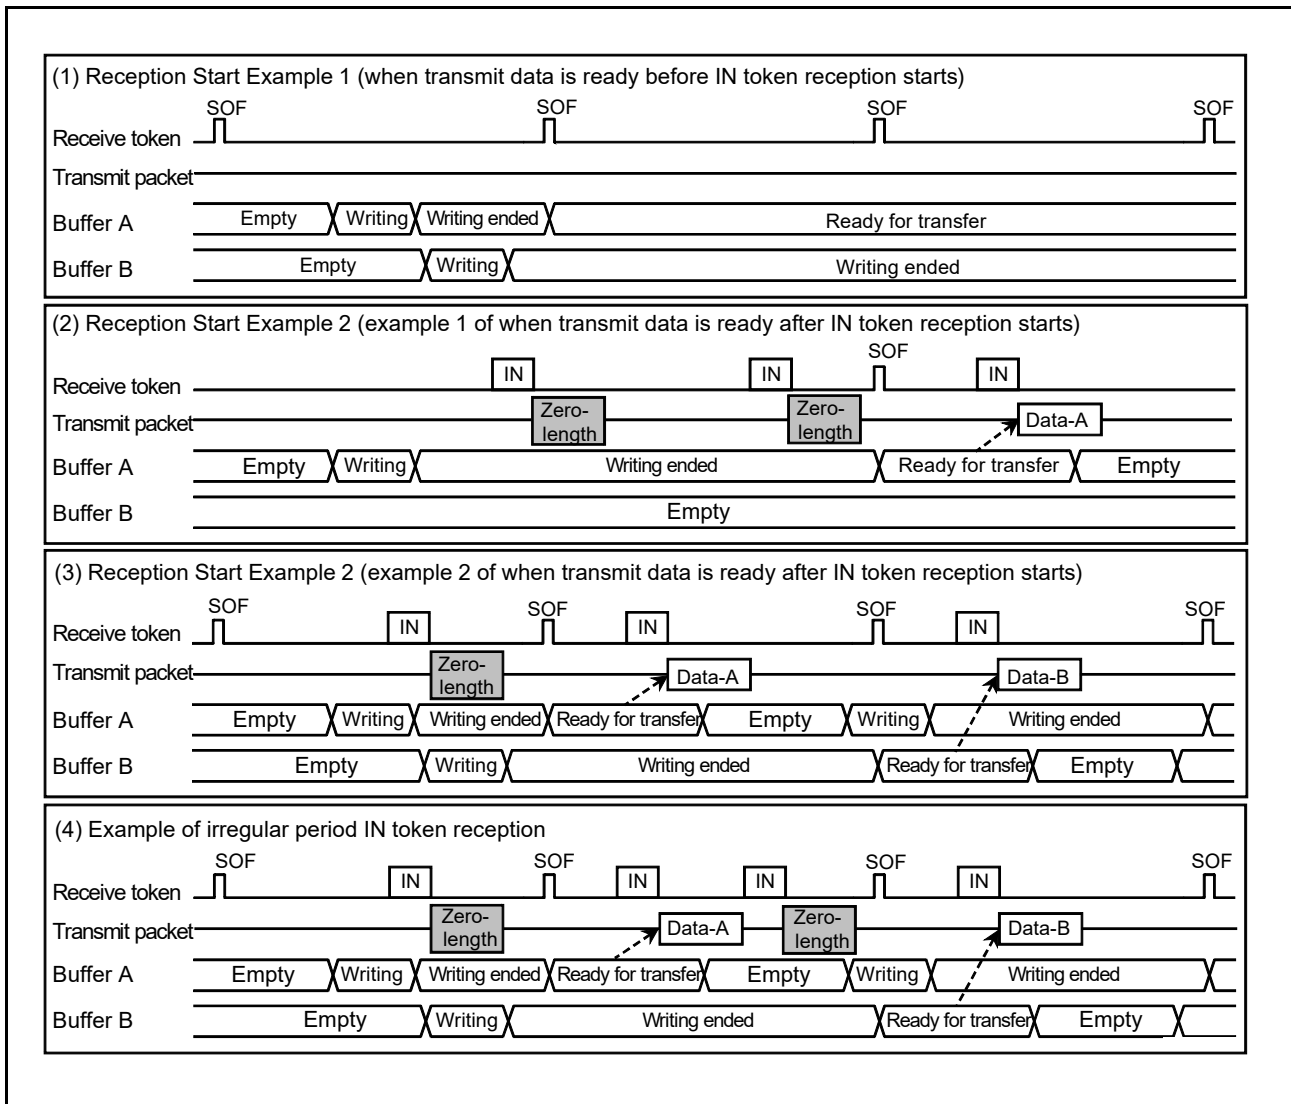 (1) Reception Start Example 1 (when transmit data is ready before IN token reception starts)
SOF SOF SOF SOF
Receive token
Transmit packet
Buffer A Empty Writing Writing ended Ready for transfer
Buffer B Empty Writing Writing ended
(2) Reception Start Example 2 (example 1 of when transmit data is ready after IN token reception starts)
SOF
Receive token IN IN IN
Transmit packet Zero-length Zero-length Data-A
Buffer A Empty Writing Writing ended Ready for transfer Empty
Buffer B Empty
(3) Reception Start Example 2 (example 2 of when transmit data is ready after IN token reception starts)
SOF SOF SOF SOF
Receive token IN IN IN
Transmit packet Zero-length Data-A Data-B
Buffer A Empty Writing Writing ended Ready for transfer Empty Writing Writing ended
Buffer B Empty Writing Writing ended Ready for transfer Empty
(4) Example of irregular period IN token reception
SOF SOF SOF SOF
Receive token IN IN IN IN
Transmit packet Zero-length Data-A Zero-length Data-B
Buffer A Empty Writing Writing ended Ready for transfer Empty Writing Writing ended
Buffer B Empty Writing Writing ended Ready for transfer Empty